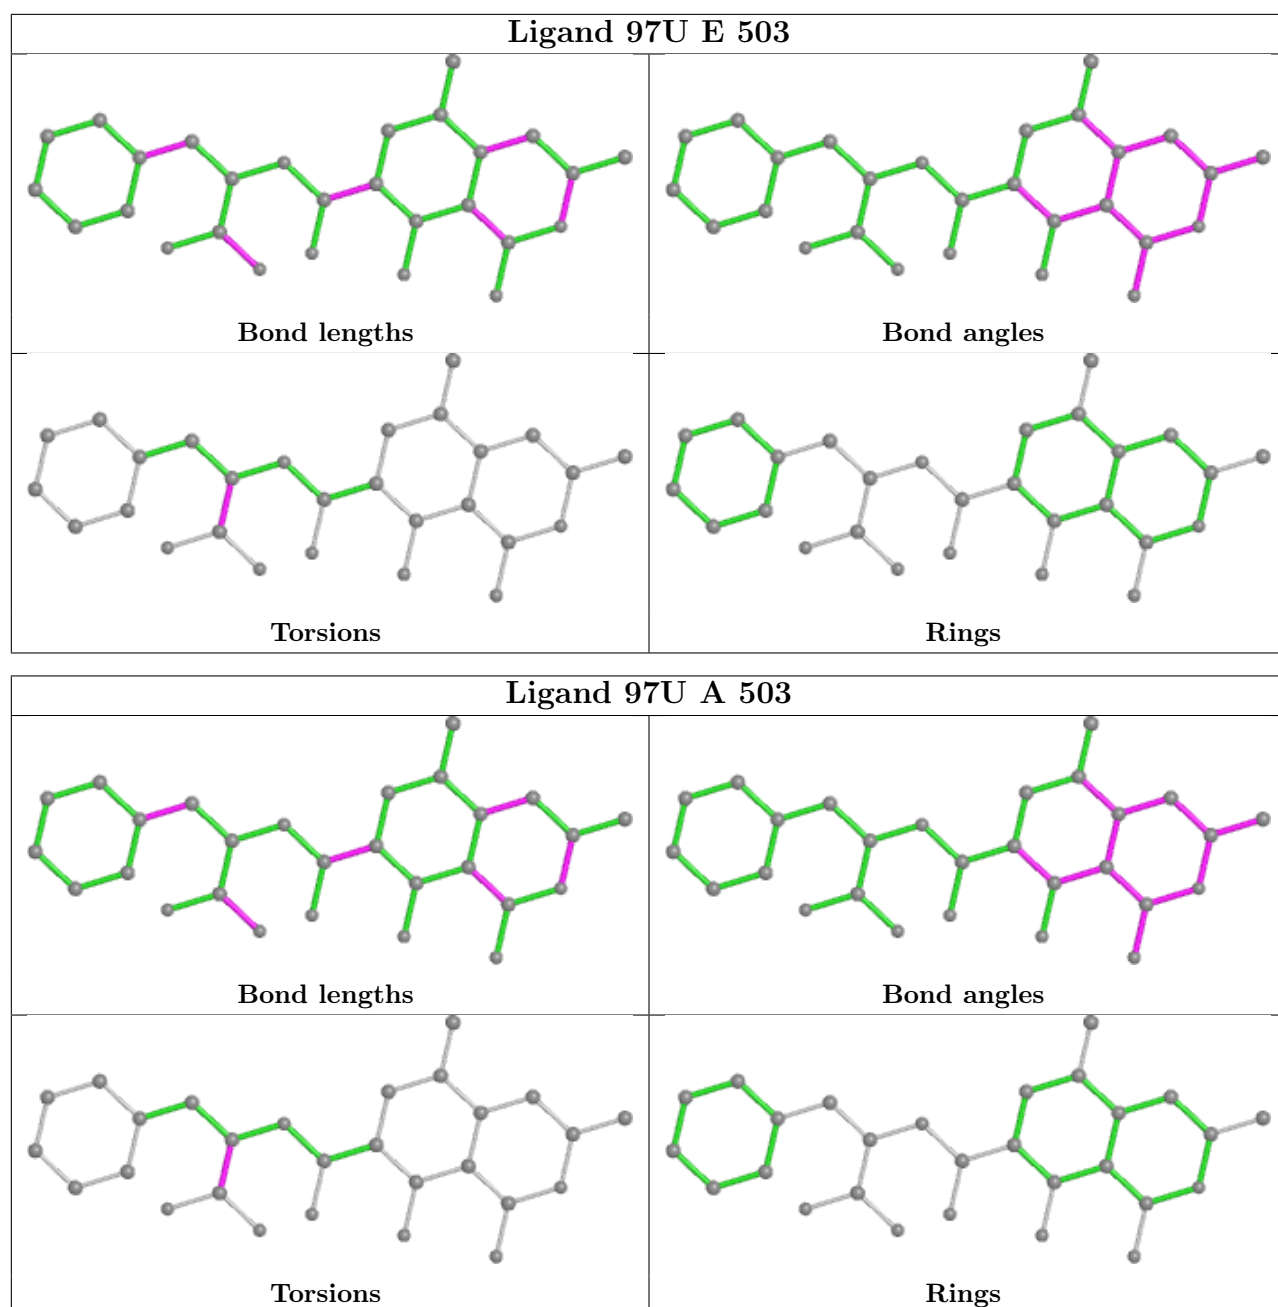 Ligand 97U E 503
Bond lengths
Bond angles
Torsions
Rings
Ligand 97U A 503
Bond lengths
Bond angles
Torsions
Rings